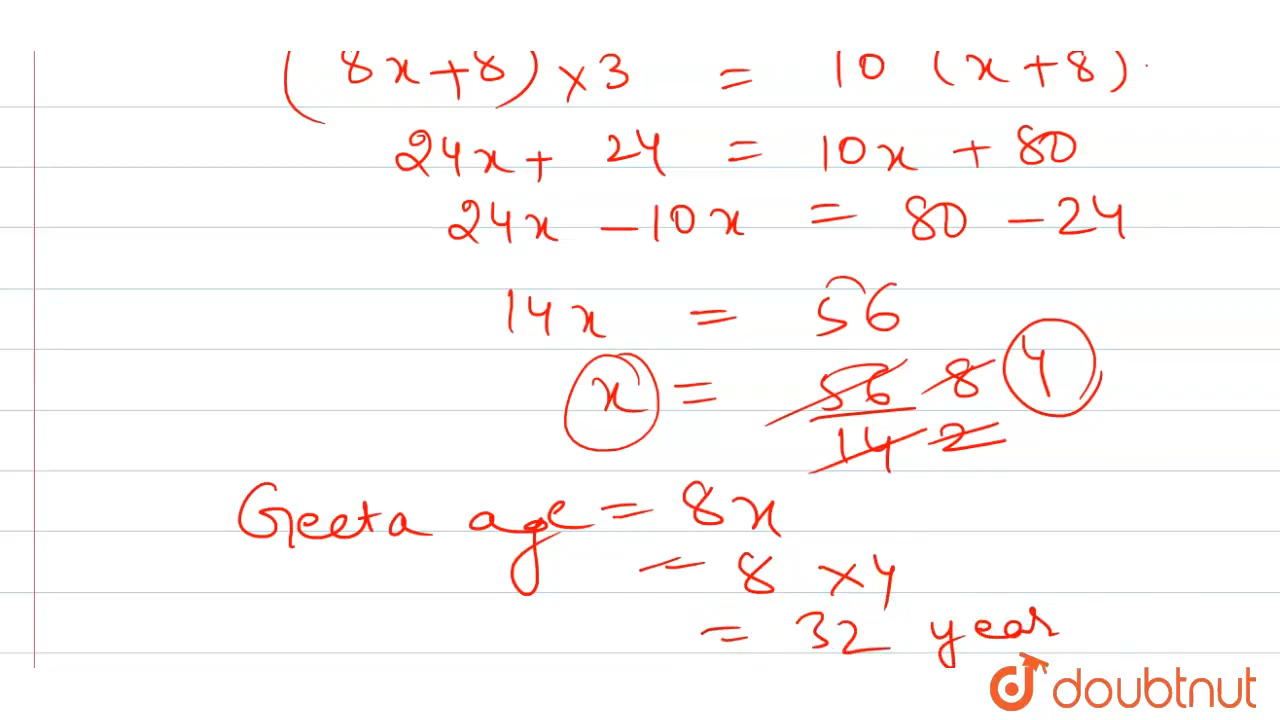 (8x+8)×3 = 10 (x+8)
24x+ 24 = 10x + 80
24x - 10x = 80 - 24
14x = 56
x = 56/14 8/2 4
Geeta age = 8x
= 8 × 4
= 32 year
doubtnut